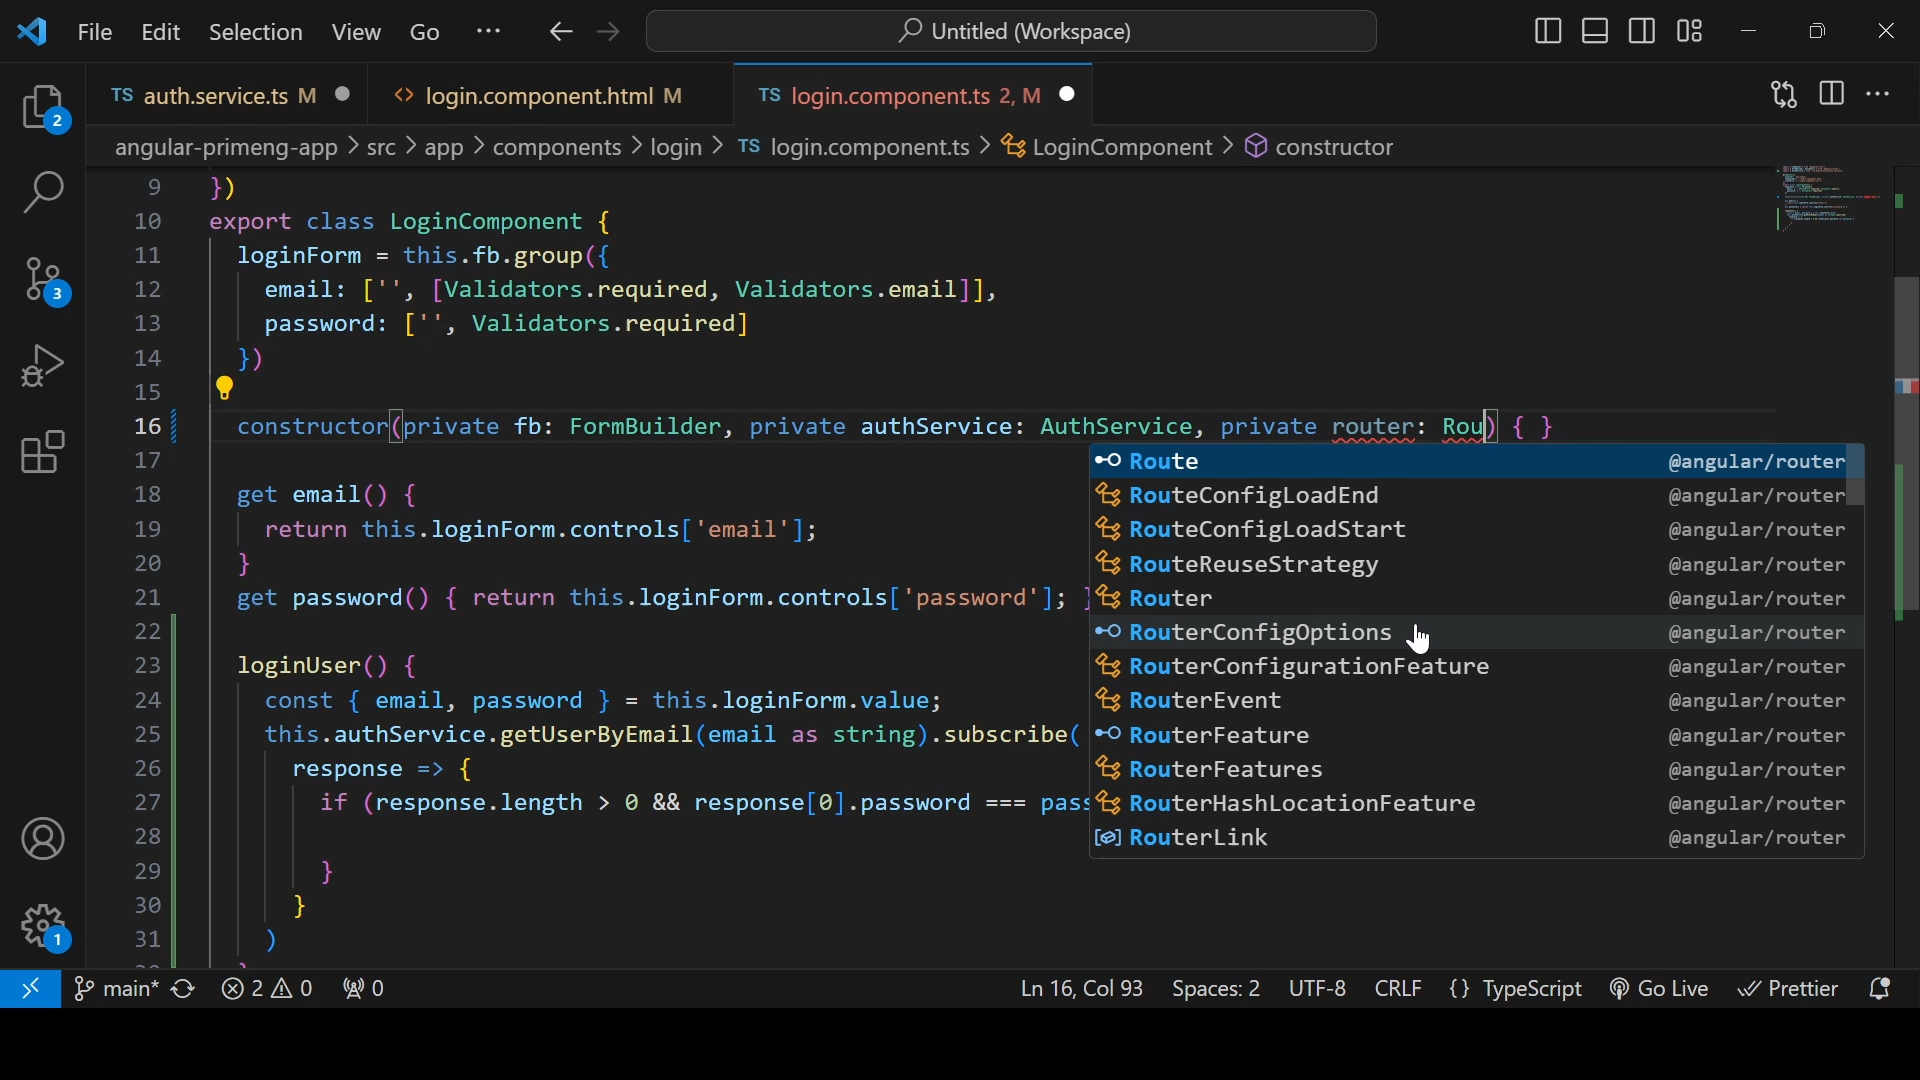 File Edit Selection View Go ··· Untitled (Workspace)
TS auth.service.ts M <> login.component.html M TS login.component.ts 2, M
angular-primeng-app > src > app > components > login > TS login.component.ts > LoginComponent > constructor
9 })
10 export class LoginComponent {
11 loginForm = this.fb.group({
12 email: ['', [Validators.required, Validators.email]],
13 password: ['', Validators.required]
14 })
15
16 constructor(private fb: FormBuilder, private authService: AuthService, private router: Rou) { }
17
18 get email() {
19 return this.loginForm.controls['email'];
20 }
21 get password() { return this.loginForm.controls['password']; }
22
23 loginUser() {
24 const { email, password } = this.loginForm.value;
25 this.authService.getUserByEmail(email as string).subscribe(
26 response => {
27 if (response.length > 0 && response[0].password === pass
28
29 }
30 }
31 )
Route @angular/router
RouteConfigLoadEnd @angular/router
RouteConfigLoadStart @angular/router
RouteReuseStrategy @angular/router
Router @angular/router
RouterConfigOptions @angular/router
RouterConfigurationFeature @angular/router
RouterEvent @angular/router
RouterFeature @angular/router
RouterFeatures @angular/router
RouterHashLocationFeature @angular/router
RouterLink @angular/router
2
3
1
main* 2 0 0 Ln 16, Col 93 Spaces: 2 UTF-8 CRLF {} TypeScript Go Live Prettier